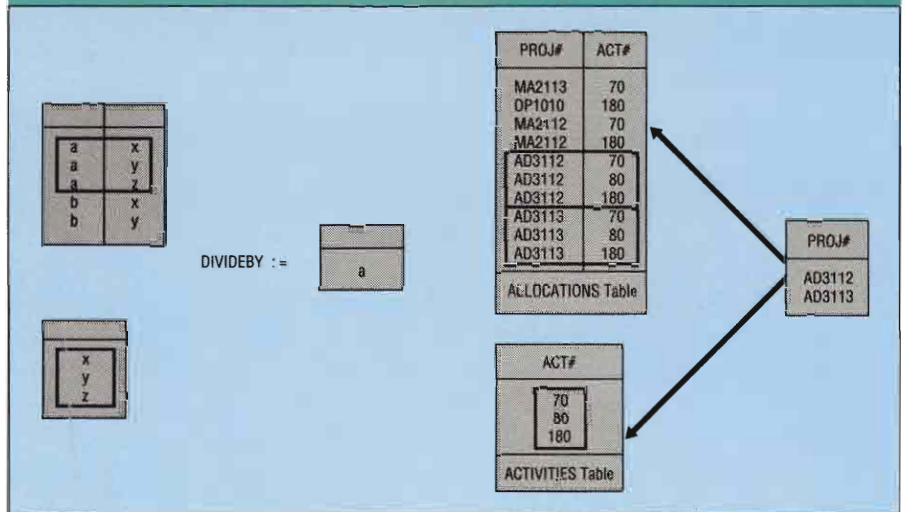 a x
a y
a z
b x
b y
x
y
z
DIVIDEBY :=
a
PROJ# ACT#
MA2113 70
OP1010 180
MA2112 70
MA2112 180
AD3112 70
AD3112 80
AD3112 180
AD3113 70
AD3113 80
AD3113 180
ALLOCATIONS Table
ACT#
70
80
180
ACTIVITIES Table
PROJ#
AD3112
AD3113